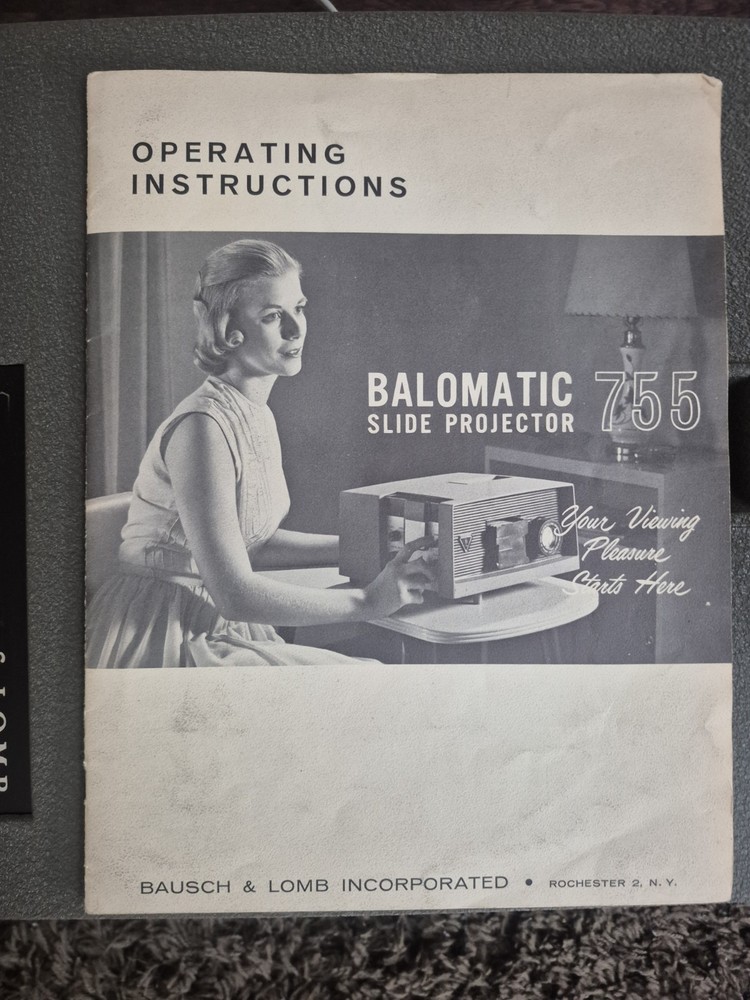 OPERATING
INSTRUCTIONS
BALOMATIC 755
SLIDE PROJECTOR
Your Viewing
Pleasure
Starts Here
BAUSCH & LOMB INCORPORATED • ROCHESTER 2, N. Y.